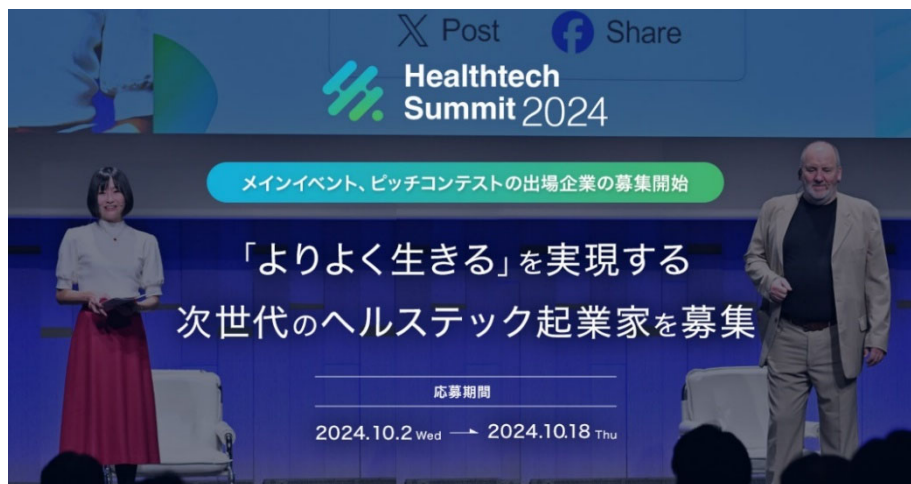 X Post
Share
Healthtech
Summit 2024
メインイベント、ピッチコンテストの出場企業の募集開始
「よりよく生きる」を実現する
次世代のヘルステック起業家を募集
応募期間
2024.10.2 Wed → 2024.10.18 Thu